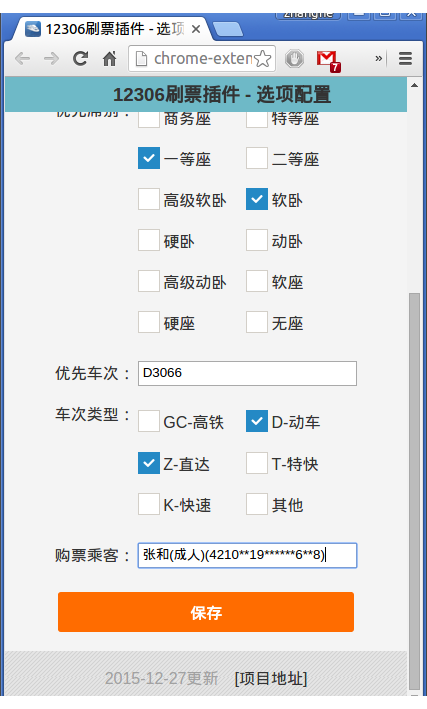 zhanghe
12306刷票插件 - 选项
chrome-exten
7
»
12306刷票插件 - 选项配置
优先席别： 商务座 特等座
一等座 二等座
高级软卧 软卧
硬卧 动卧
高级动卧 软座
硬座 无座
优先车次： D3066
车次类型： GC-高铁 D-动车
Z-直达 T-特快
K-快速 其他
购票乘客： 张和(成人)(4210**19******6**8)
保存
2015-12-27更新 [项目地址]